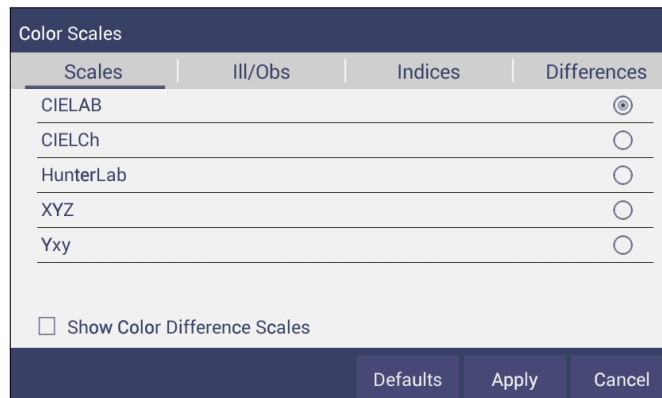 Color Scales
Scales Ill/Obs Indices Differences
CIELAB
CIELCh
HunterLab
XYZ
Yxy
Show Color Difference Scales
Defaults Apply Cancel